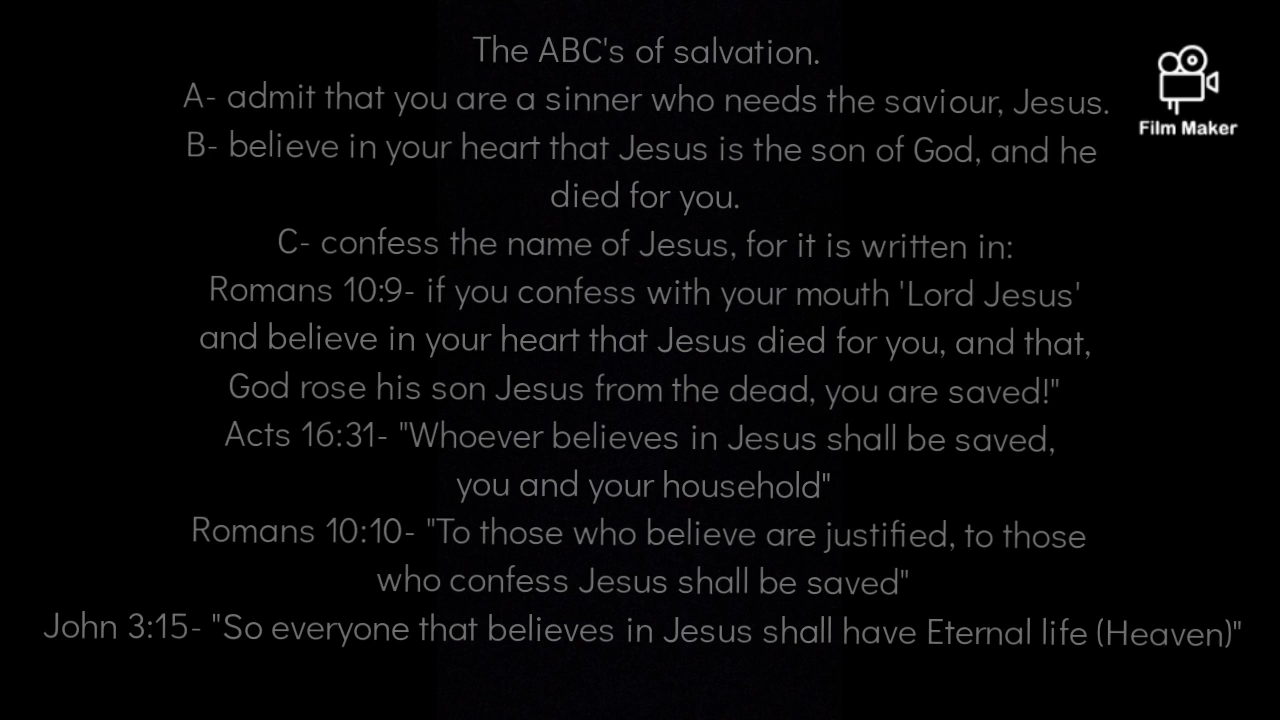 The ABC's of salvation.
A- admit that you are a sinner who needs the saviour, Jesus.
B- believe in your heart that Jesus is the son of God, and he
died for you.
C- confess the name of Jesus, for it is written in:
Romans 10:9- if you confess with your mouth 'Lord Jesus'
and believe in your heart that Jesus died for you, and that,
God rose his son Jesus from the dead, you are saved!"
Acts 16:31- "Whoever believes in Jesus shall be saved,
you and your household"
Romans 10:10- "To those who believe are justified, to those
who confess Jesus shall be saved"
John 3:15- "So everyone that believes in Jesus shall have Eternal life (Heaven)"
Film Maker